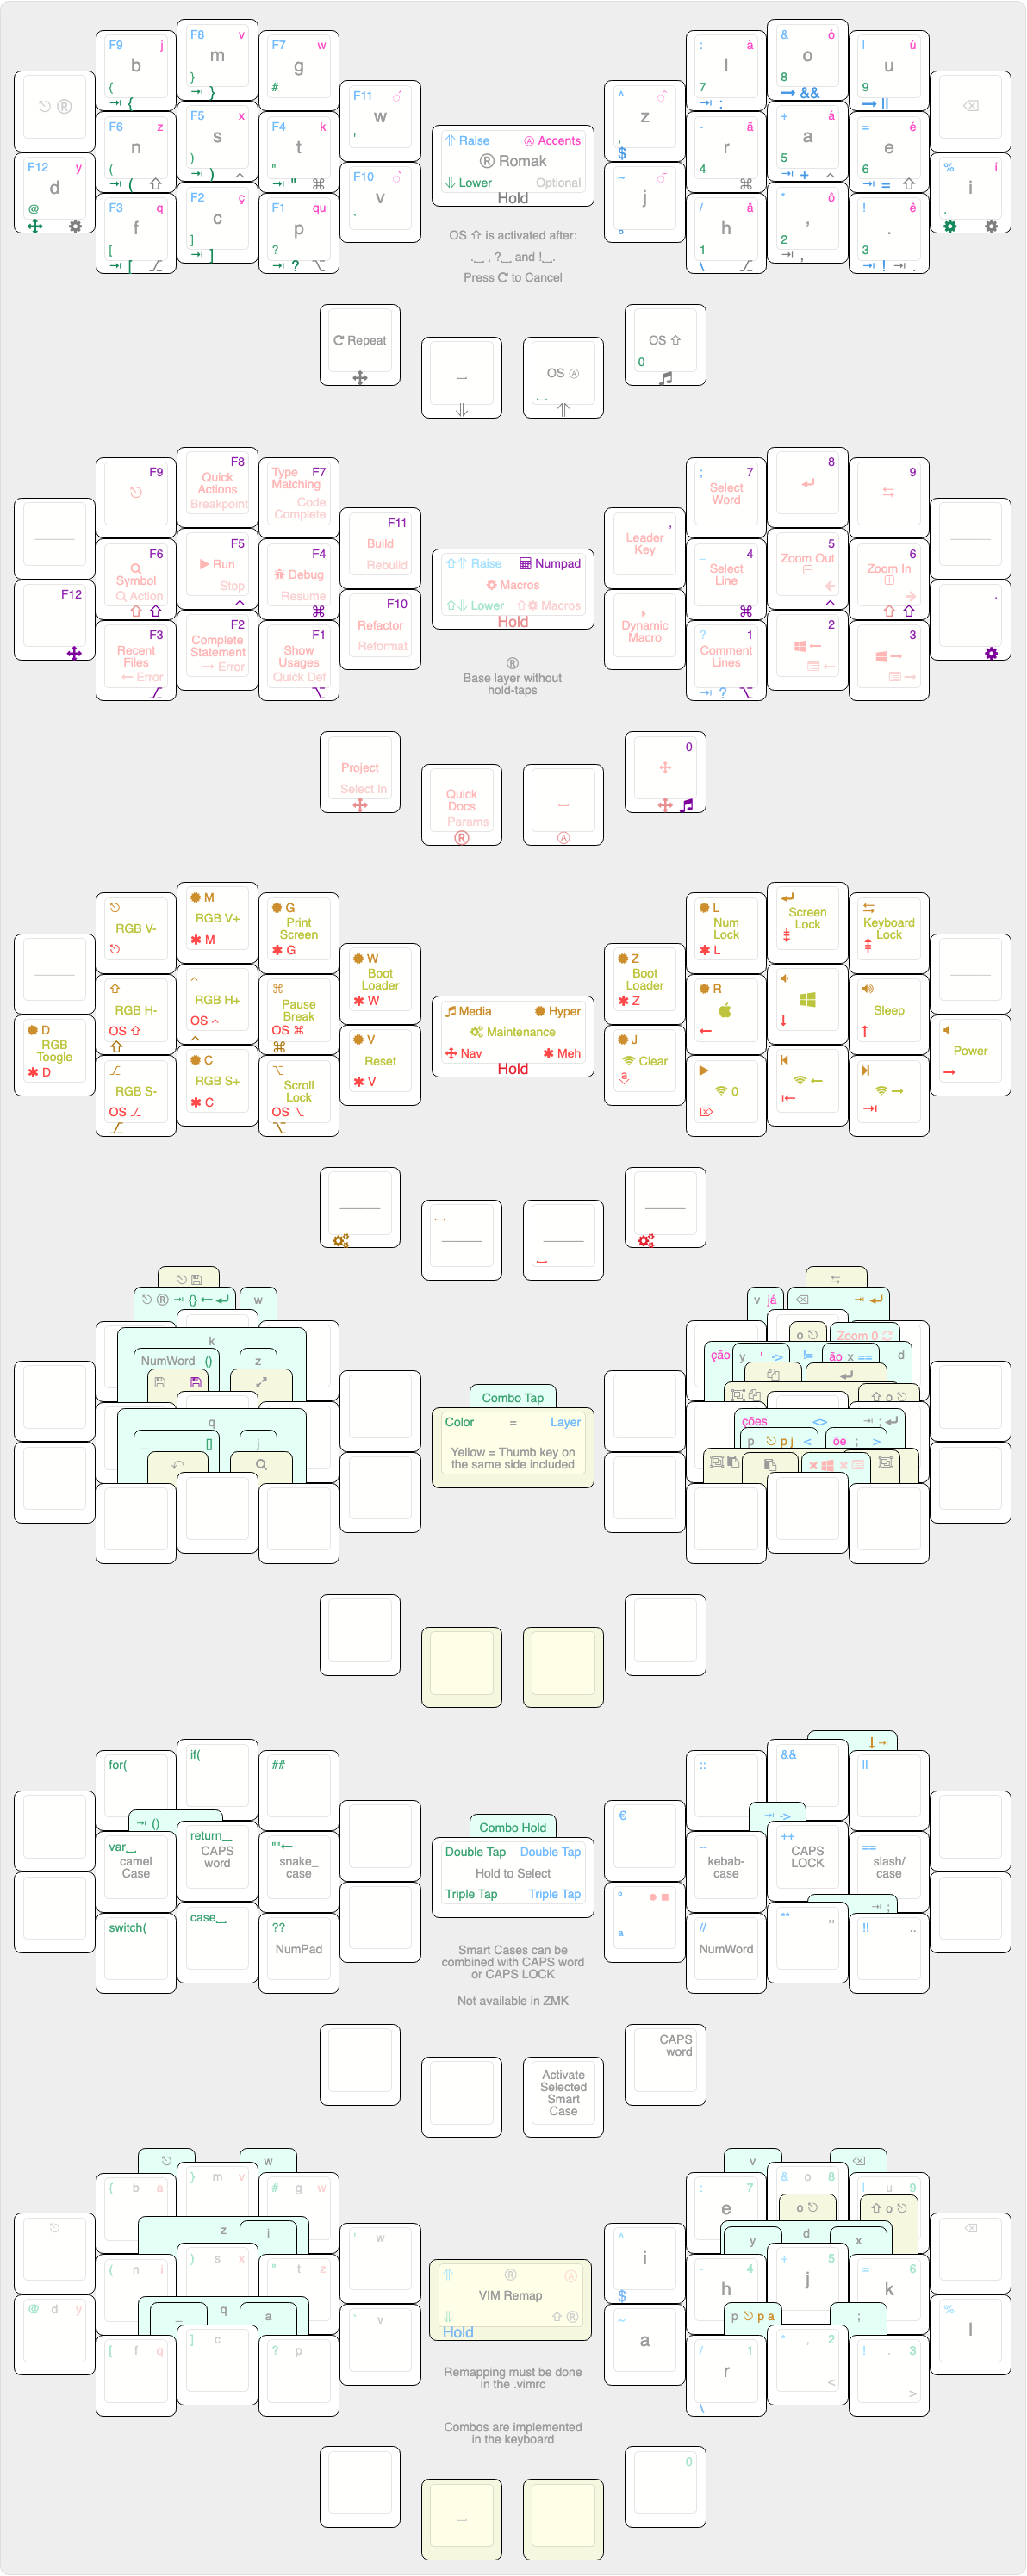 F9 j
b
{
⇥ {
F8 v
m
}
⇥ }
F7 w
g
#
®
F11
w
'
F12 y
d
@
F6 z
n
(
⇥ (
F5 x
s
)
⇥ )
F4 k
t
"
⇥ " ⌘
F10
v
`
F3 q
f
[
⇥ [ ⌥
F2 ç
c
]
⇥ ]
F1 qu
p
?
⇥ ? ⌥
Raise Accents
® Romak
Lower Optional
Hold
OS ⇧ is activated after:
.⎵ , ?⎵ and !⎵.
Press to Cancel
^
z
,
$
: à
l
7
⇥ :
& ó
o
8
→ &&
| ú
u
9
→ ||
⌫
~
j
°
- ã
r
4
⌘
+ á
a
5
⇥ +
= é
e
6
⇥ =
% i
i
.
/ â
h
1
\
* ô
,
2
⇥ ,
! ê
.
3
⇥ ! ⇥ .
Repeat
⎵
OS Ⓐ
OS ⇧
0
F9
F8
Quick
Actions
Breakpoint
Type F7
Matching
Code
Complete
F11
Build
Rebuild
F12
F6
Symbol
Action
F5
Run
Stop
F4
Debug
Resume
⌘
F10
Refactor
Reformat
F3
Recent
Files
← Error
F2
Complete
Statement
→ Error
F1
Show
Usages
Quick Def
Raise Numpad
Macros
Lower Macros
Hold
®
Base layer without
hold-taps
,
Leader
Key
; 7
Select
Word
8
9
Dynamic
Macro
_ 4
Select
Line
⌘
5
Zoom Out
6
Zoom In
.
? 1
Comment
Lines
⇥ ?
2
3
Project
Select In
Quick
Docs
Params
®
⎵
Ⓐ
0
RGB V-
M
RGB V+
✱ M
G
Print
Screen
✱ G
W
Boot
Loader
✱ W
D
RGB
Toogle
✱ D
RGB H-
OS ⇧
RGB H+
OS ^
⌘
Pause
Break
OS ⌘
⌘
V
Reset
✱ V
RGB S-
OS ⌥
C
RGB S+
✱ C
Scroll
Lock
OS ⌥
Media Hyper
Maintenance
Nav Meh
Hold
Z
Boot
Loader
✱ Z
L
Num
Lock
✱ L
Screen
Lock
Keyboard
Lock
J
Clear
a
R
Sleep
Power
0
®  {}
w
k
NumWord ()
z
q
_ []
j
Combo Tap
Color = Layer
Yellow = Thumb key on
the same side included
v já
o
Zoom 0
ção y ' -> != ão x == d
o
ções <> ⇥ ;
p p j < õe ; >
for(
if(
##
⇥ ()
var⎵
camel
Case
return⎵
CAPS
word
""←
snake_
case
switch(
case⎵
??
NumPad
Combo Hold
Double Tap Double Tap
Hold to Select
Triple Tap Triple Tap
Smart Cases can be
combined with CAPS word
or CAPS LOCK
Not available in ZMK
€
::
&&
||
⇥ ->
º
ª
--
kebab-
case
++
CAPS
LOCK
==
slash/
case
⇥ ;
//
NumWord
** ,,
!! ..
Activate
Selected
Smart
Case
CAPS
word
w
{ b a
} m v
# g w
z i
' w
@ d y
( n i
) s x
" t z
` v
_ q a
[ f q
] c
? p
® Ⓐ
VIM Remap
⇧ ®
Hold
Remapping must be done
in the .vimrc
Combos are implemented
in the keyboard
v ⌫
: 7
e
& o 8
o
| u 9
⇧ o
⌫
^
i
$
y d x
- 4
h
+ 5
j
= 6
k
%
l
~
a
p p a
;
/ 1
r
\
* , 2
<
! . 3
>
⎵
0